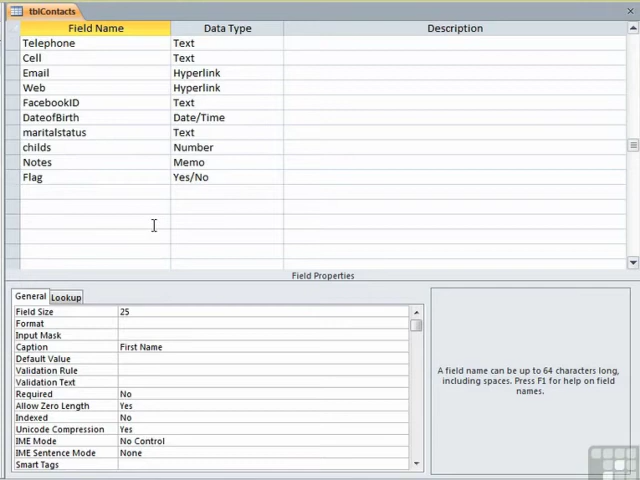 tblContacts
Field Name Data Type Description
Telephone Text
Cell Text
Email Hyperlink
Web Hyperlink
FacebookID Text
DateofBirth Date/Time
maritalstatus Text
childs Number
Notes Memo
Flag Yes/No
Field Properties
General Lookup
Field Size 25
Format
Input Mask
Caption First Name
Default Value
Validation Rule
Validation Text
Required No
Allow Zero Length Yes
Indexed No
Unicode Compression Yes
IME Mode No Control
IME Sentence Mode None
Smart Tags
A field name can be up to 64 characters long,
including spaces. Press F1 for help on field
names.